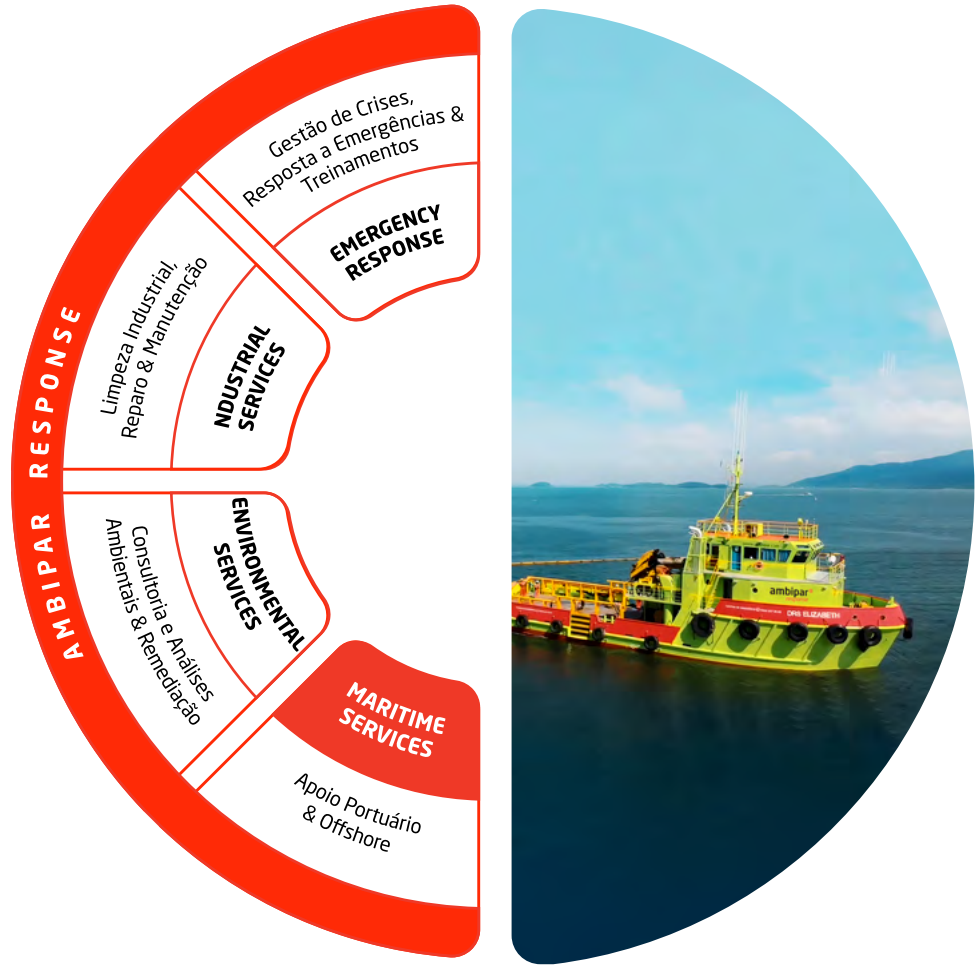 AMBIPAR RESPONSE
Gestão de Crises,
Resposta a Emergências &
Treinamentos
EMERGENCY
RESPONSE
Limpeza Industrial,
Reparo & Manutenção
NDUSTRIAL
SERVICES
ENVIRONMENTAL
SERVICES
Consultoria e Análises
Ambientais & Remediação
MARITIME
SERVICES
Apoio Portuário
& Offshore
ambipar
DRS ELIZABETH